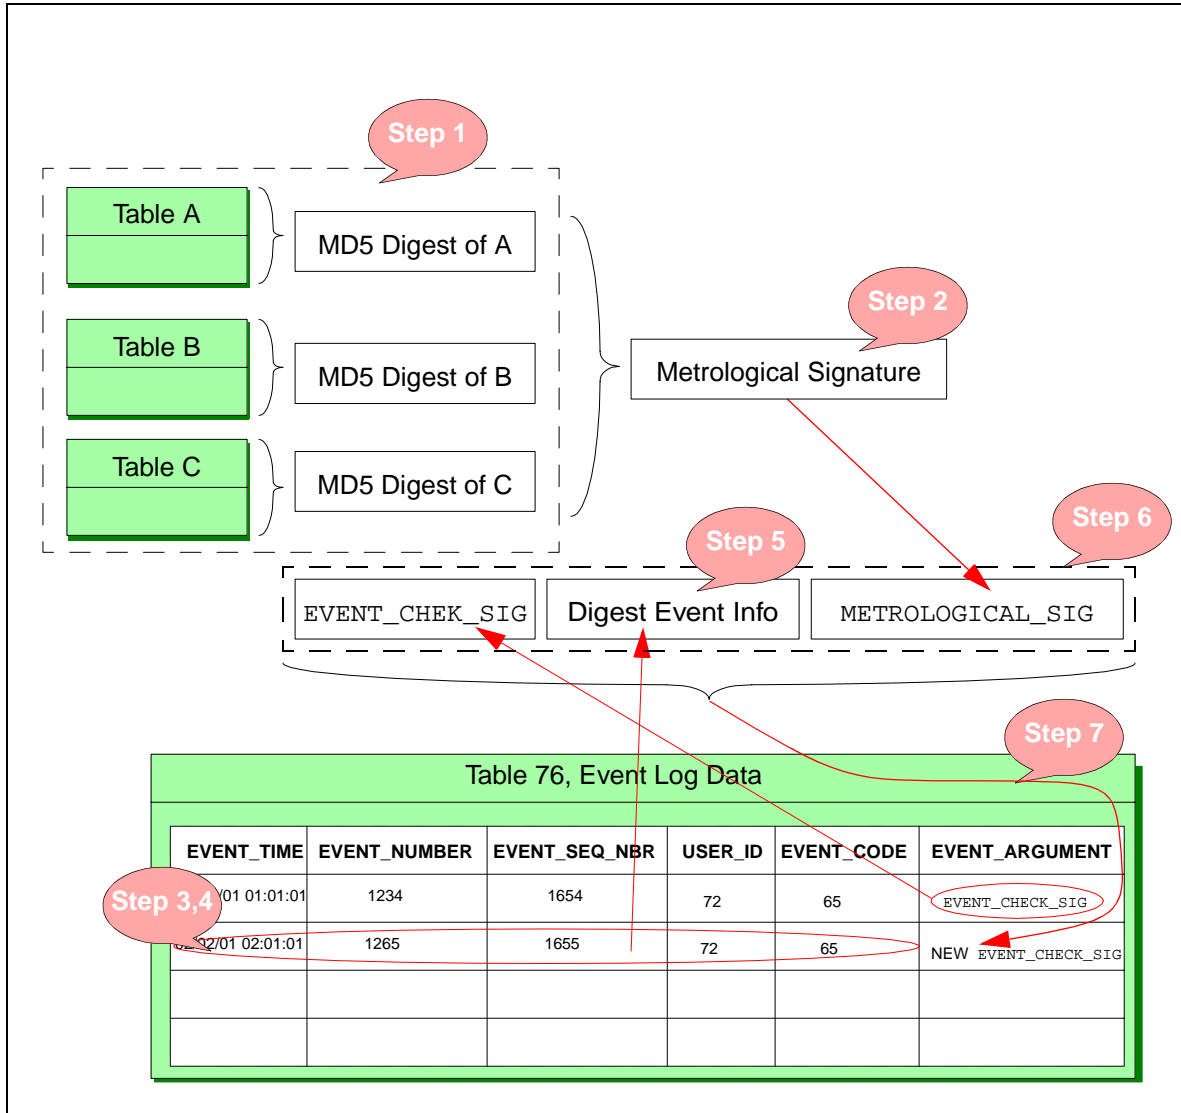 Step 1
Table A
MD5 Digest of A
Step 2
Table B
MD5 Digest of B
Metrological Signature
Table C
MD5 Digest of C
Step 6
Step 5
EVENT_CHEK_SIG
Digest Event Info
METROLOGICAL_SIG
Step 7
Table 76, Event Log Data
EVENT_TIME EVENT_NUMBER EVENT_SEQ_NBR USER_ID EVENT_CODE EVENT_ARGUMENT
/01 01:01:01 1234 1654 72 65 EVENT_CHECK_SIG
Step 3,4
02/02/01 02:01:01 1265 1655 72 65 NEW EVENT_CHECK_SIG